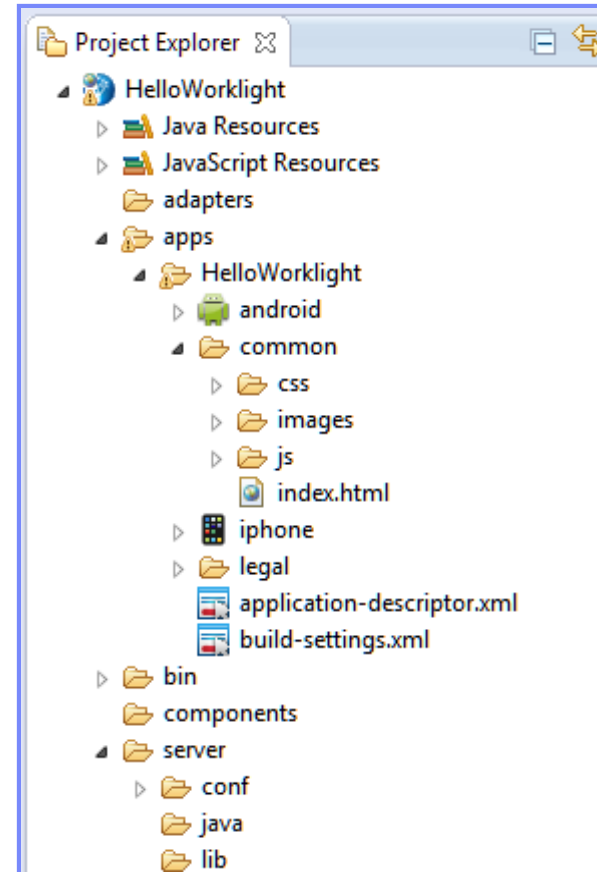 Project Explorer
HelloWorklight
Java Resources
JavaScript Resources
adapters
apps
HelloWorklight
android
common
css
images
js
index.html
iphone
legal
application-descriptor.xml
build-settings.xml
bin
components
server
conf
java
lib